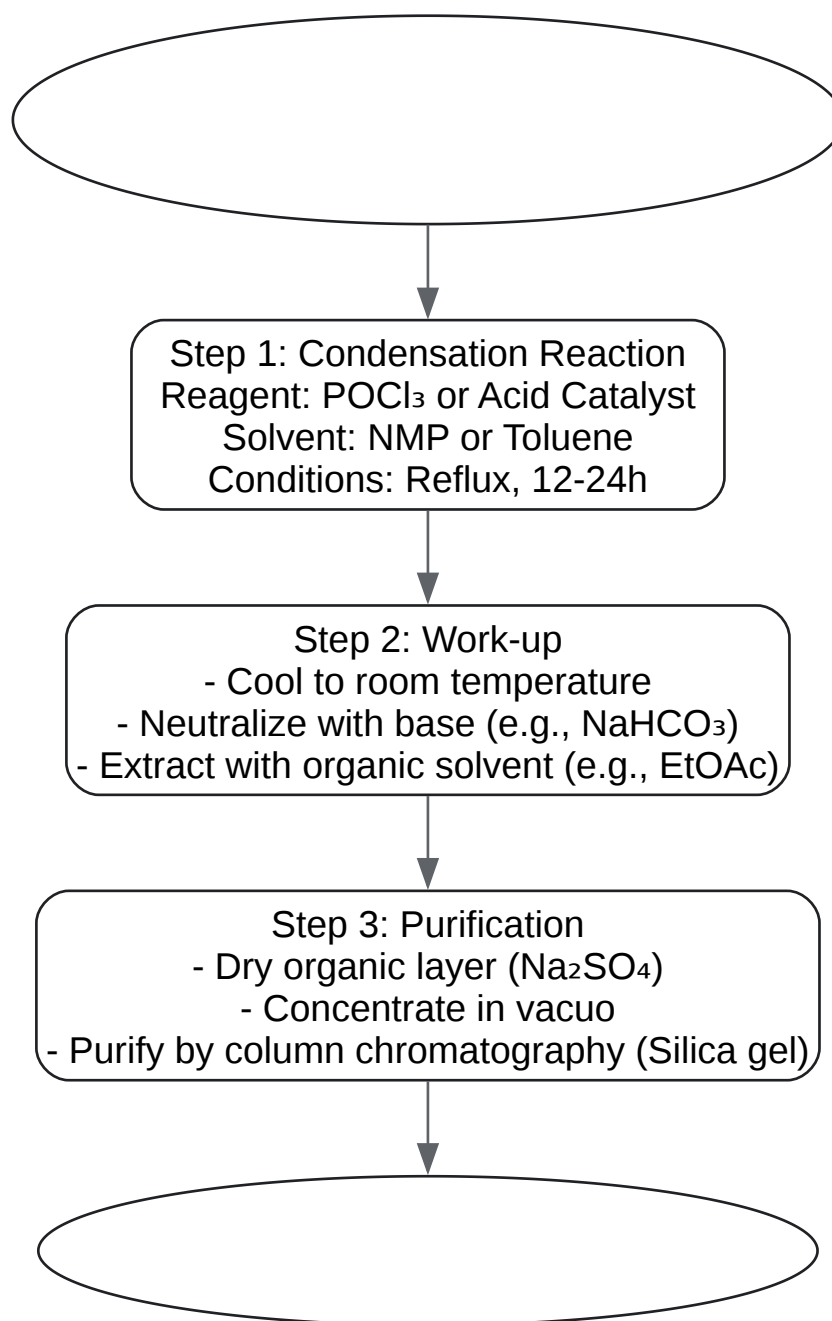 Step 1: Condensation Reaction
Reagent: POCl₃ or Acid Catalyst
Solvent: NMP or Toluene
Conditions: Reflux, 12-24h
Step 2: Work-up
- Cool to room temperature
- Neutralize with base (e.g., NaHCO₃)
- Extract with organic solvent (e.g., EtOAc)
Step 3: Purification
- Dry organic layer (Na₂SO₄)
- Concentrate in vacuo
- Purify by column chromatography (Silica gel)